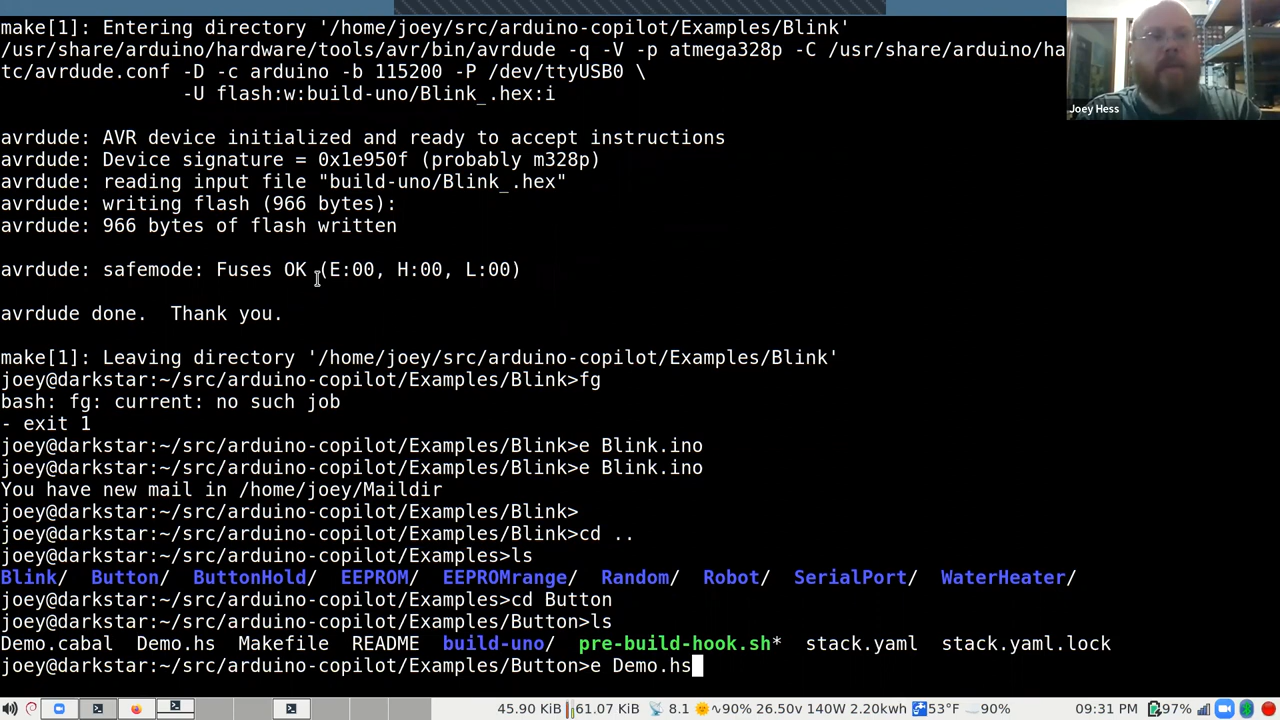 make[1]: Entering directory '/home/joey/src/arduino-copilot/Examples/Blink'
/usr/share/arduino/hardware/tools/avr/bin/avrdude -q -V -p atmega328p -C /usr/share/arduino/ha
tc/avrdude.conf -D -c arduino -b 115200 -P /dev/ttyUSB0 \
-U flash:w:build-uno/Blink_.hex:i
Joey Hess
avrdude: AVR device initialized and ready to accept instructions
avrdude: Device signature = 0x1e950f (probably m328p)
avrdude: reading input file "build-uno/Blink_.hex"
avrdude: writing flash (966 bytes):
avrdude: 966 bytes of flash written
avrdude: safemode: Fuses OK (E:00, H:00, L:00)
avrdude done.  Thank you.
make[1]: Leaving directory '/home/joey/src/arduino-copilot/Examples/Blink'
joey@darkstar:~/src/arduino-copilot/Examples/Blink>fg
bash: fg: current: no such job
- exit 1
joey@darkstar:~/src/arduino-copilot/Examples/Blink>e Blink.ino
joey@darkstar:~/src/arduino-copilot/Examples/Blink>e Blink.ino
You have new mail in /home/joey/Maildir
joey@darkstar:~/src/arduino-copilot/Examples/Blink>
joey@darkstar:~/src/arduino-copilot/Examples/Blink>cd ..
joey@darkstar:~/src/arduino-copilot/Examples>ls
Blink/  Button/  ButtonHold/  EEPROM/  EEPROMrange/  Random/  Robot/  SerialPort/  WaterHeater/
joey@darkstar:~/src/arduino-copilot/Examples>cd Button
joey@darkstar:~/src/arduino-copilot/Examples/Button>ls
Demo.cabal  Demo.hs  Makefile  README  build-uno/  pre-build-hook.sh*  stack.yaml  stack.yaml.lock
joey@darkstar:~/src/arduino-copilot/Examples/Button>e Demo.hs
45.90 KiB 61.07 KiB 8.1 90% 26.50v 140W 2.20kwh 53°F 90% 09:31 PM 97%